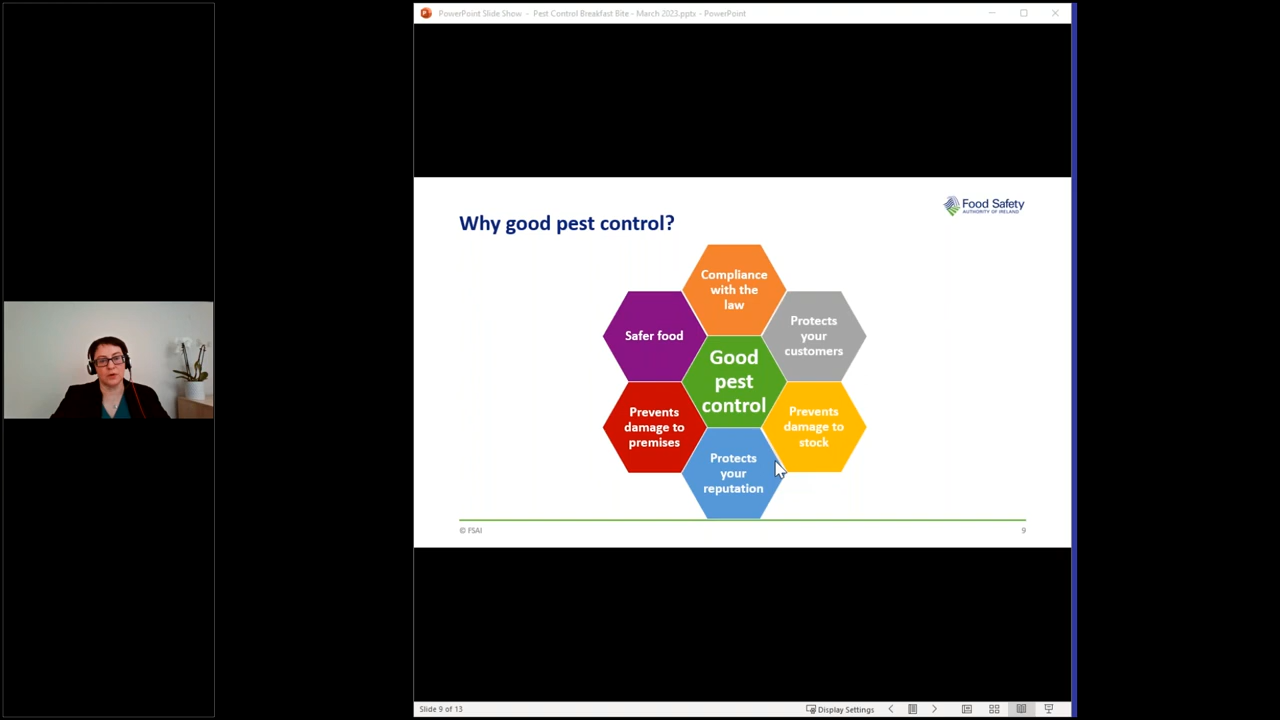 PowerPoint Slide Show - Pest Control Breakfast Bite - March 2023.pptx - PowerPoint
Food Safety
AUTHORITY OF IRELAND
Why good pest control?
Compliance
with the
law
Safer food
Protects
your
customers
Good
pest
control
Prevents
damage to
premises
Prevents
damage to
stock
Protects
your
reputation
© FSAI
9
Slide 9 of 13
Display Settings